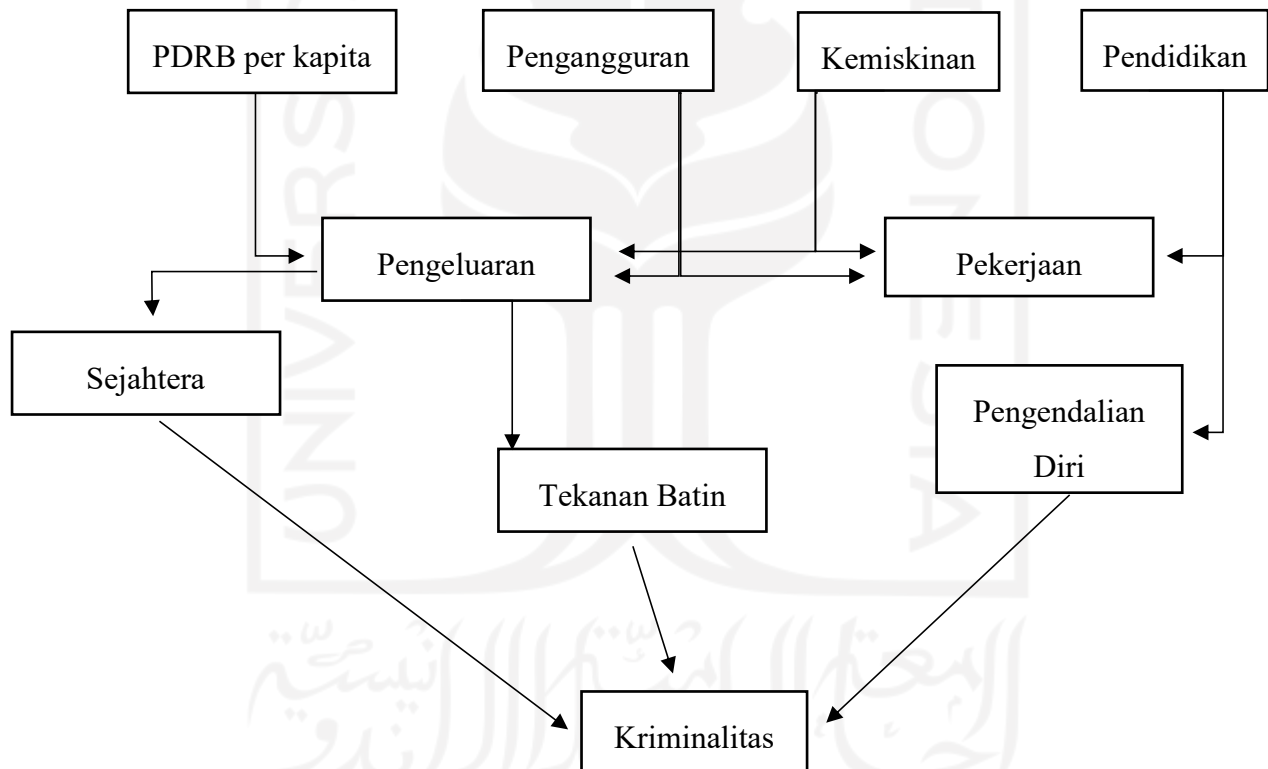 PDRB per kapita
Pengangguran
Kemiskinan
Pendidikan
Pengeluaran
Pekerjaan
Sejahtera
Pengendalian
Diri
Tekanan Batin
Kriminalitas